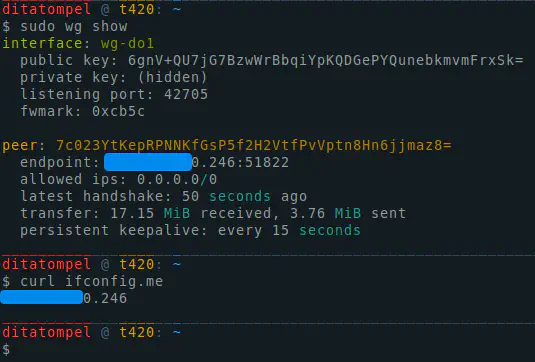 ditatompel @ t420: ~
$ sudo wg show
interface: wg-do1
public key: 6gnV+QU7jG7BzwWrBbqiYpKQDGePYQunebkmvmFrxSk=
private key: (hidden)
listening port: 42705
fwmark: 0xcb5c
peer: 7c023YtKepRPNNKfGsP5f2H2VtfPvVptn8Hn6jjmaz8=
endpoint: 0.246:51822
allowed ips: 0.0.0.0/0
latest handshake: 50 seconds ago
transfer: 17.15 MiB received, 3.76 MiB sent
persistent keepalive: every 15 seconds
ditatompel @ t420: ~
$ curl ifconfig.me
0.246
ditatompel @ t420: ~
$